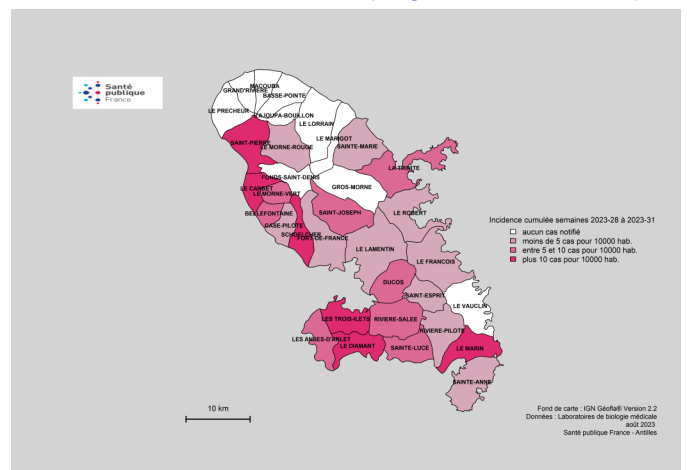 Santé
publique
France
MACOUBA
GRAND'RIVIERE
BASSE-POINTE
LE PRECHEUR
L'AJOUPA-BOUILLON
LE LORRAIN
LE MARIGOT
SAINT-PIERRE
LE MORNE-ROUGE
SAINTE-MARIE
LA TRINITE
FONDS-SAINT-DENIS
GROS-MORNE
LE CARBET
LE MORNE-VERT
BELLEFONTAINE
SAINT-JOSEPH
LE ROBERT
CASE-PILOTE
SCHOELCHER
FORT-DE-FRANCE
LE LAMENTIN
LE FRANCOIS
DUCOS
SAINT-ESPRIT
LE VAUCLIN
LES TROIS-ILETS
RIVIERE-SALEE
RIVIERE-PILOTE
LES ANSES-D'ARLET
LE DIAMANT
SAINTE-LUCE
LE MARIN
SAINTE-ANNE
Incidence cumulée semaines 2023-28 à 2023-31
aucun cas notifié
moins de 5 cas pour 10000 hab.
entre 5 et 10 cas pour 10000 hab.
plus 10 cas pour 10000 hab.
10 km
Fond de carte : IGN Géofla® Version 2.2
Données : Laboratoires de biologie médicale
août 2023
Santé publique France - Antilles